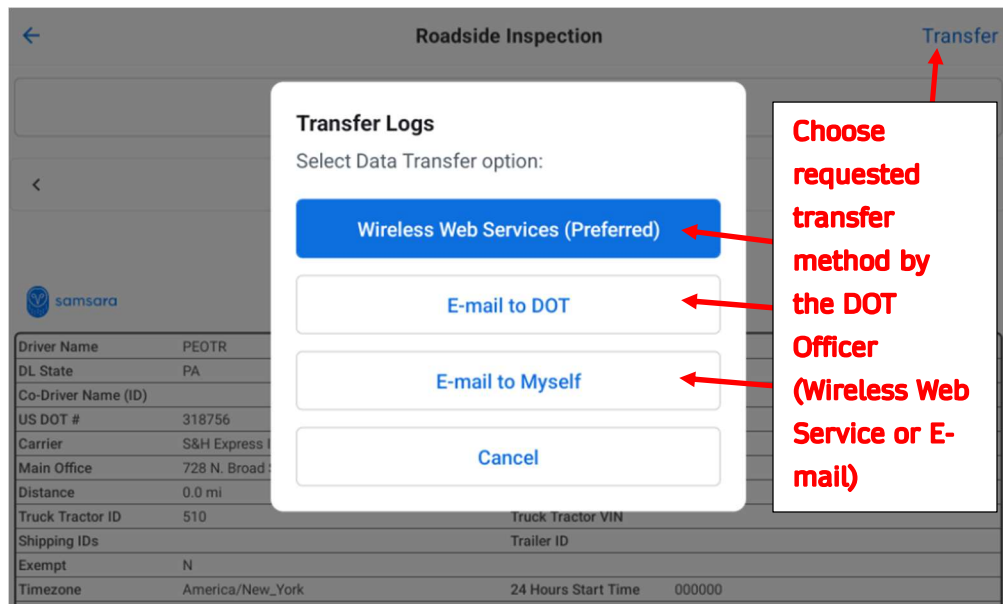 Roadside Inspection
Transfer
Transfer Logs
Select Data Transfer option:
Wireless Web Services (Preferred)
E-mail to DOT
E-mail to Myself
Cancel
Choose
requested
transfer
method by
the DOT
Officer
(Wireless Web
Service or E-
mail)
samsara
Driver Name PEOTR
DL State PA
Co-Driver Name (ID)
US DOT # 318756
Carrier S&H Express
Main Office 728 N. Broad
Distance 0.0 mi
Truck Tractor ID 510 Truck Tractor VIN
Shipping IDs Trailer ID
Exempt N
Timezone America/New_York 24 Hours Start Time 000000